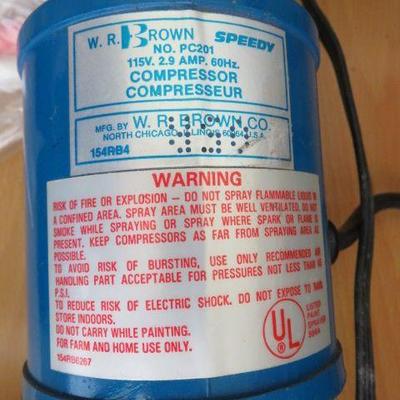 W. R. BROWN SPEEDY
NO. PC201
115V. 2.9 AMP. 60Hz.
COMPRESSOR
COMPRESSEUR
MFG. BY W. R. BROWN CO.
NORTH CHICAGO, ILLINOIS 60064 U.S.A.
154RB4
WARNING
RISK OF FIRE OR EXPLOSION – DO NOT SPRAY FLAMMABLE LIQUID IN
A CONFINED AREA. SPRAY AREA MUST BE WELL VENTILATED. DO NOT
SMOKE WHILE SPRAYING OR SPRAY WHERE SPARK OR FLAME IS
PRESENT. KEEP COMPRESSORS AS FAR FROM SPRAYING AREA AS
POSSIBLE.
TO AVOID RISK OF BURSTING, USE ONLY RECOMMENDED AIR
HANDLING PART ACCEPTABLE FOR PRESSURES NOT LESS THAN
P.S.I.
TO REDUCE RISK OF ELECTRIC SHOCK. DO NOT EXPOSE TO RAIN
STORE INDOORS.
DO NOT CARRY WHILE PAINTING.
FOR FARM AND HOME USE ONLY.
154RB6267
UL
®
LISTED
PAINT
SPRAYER